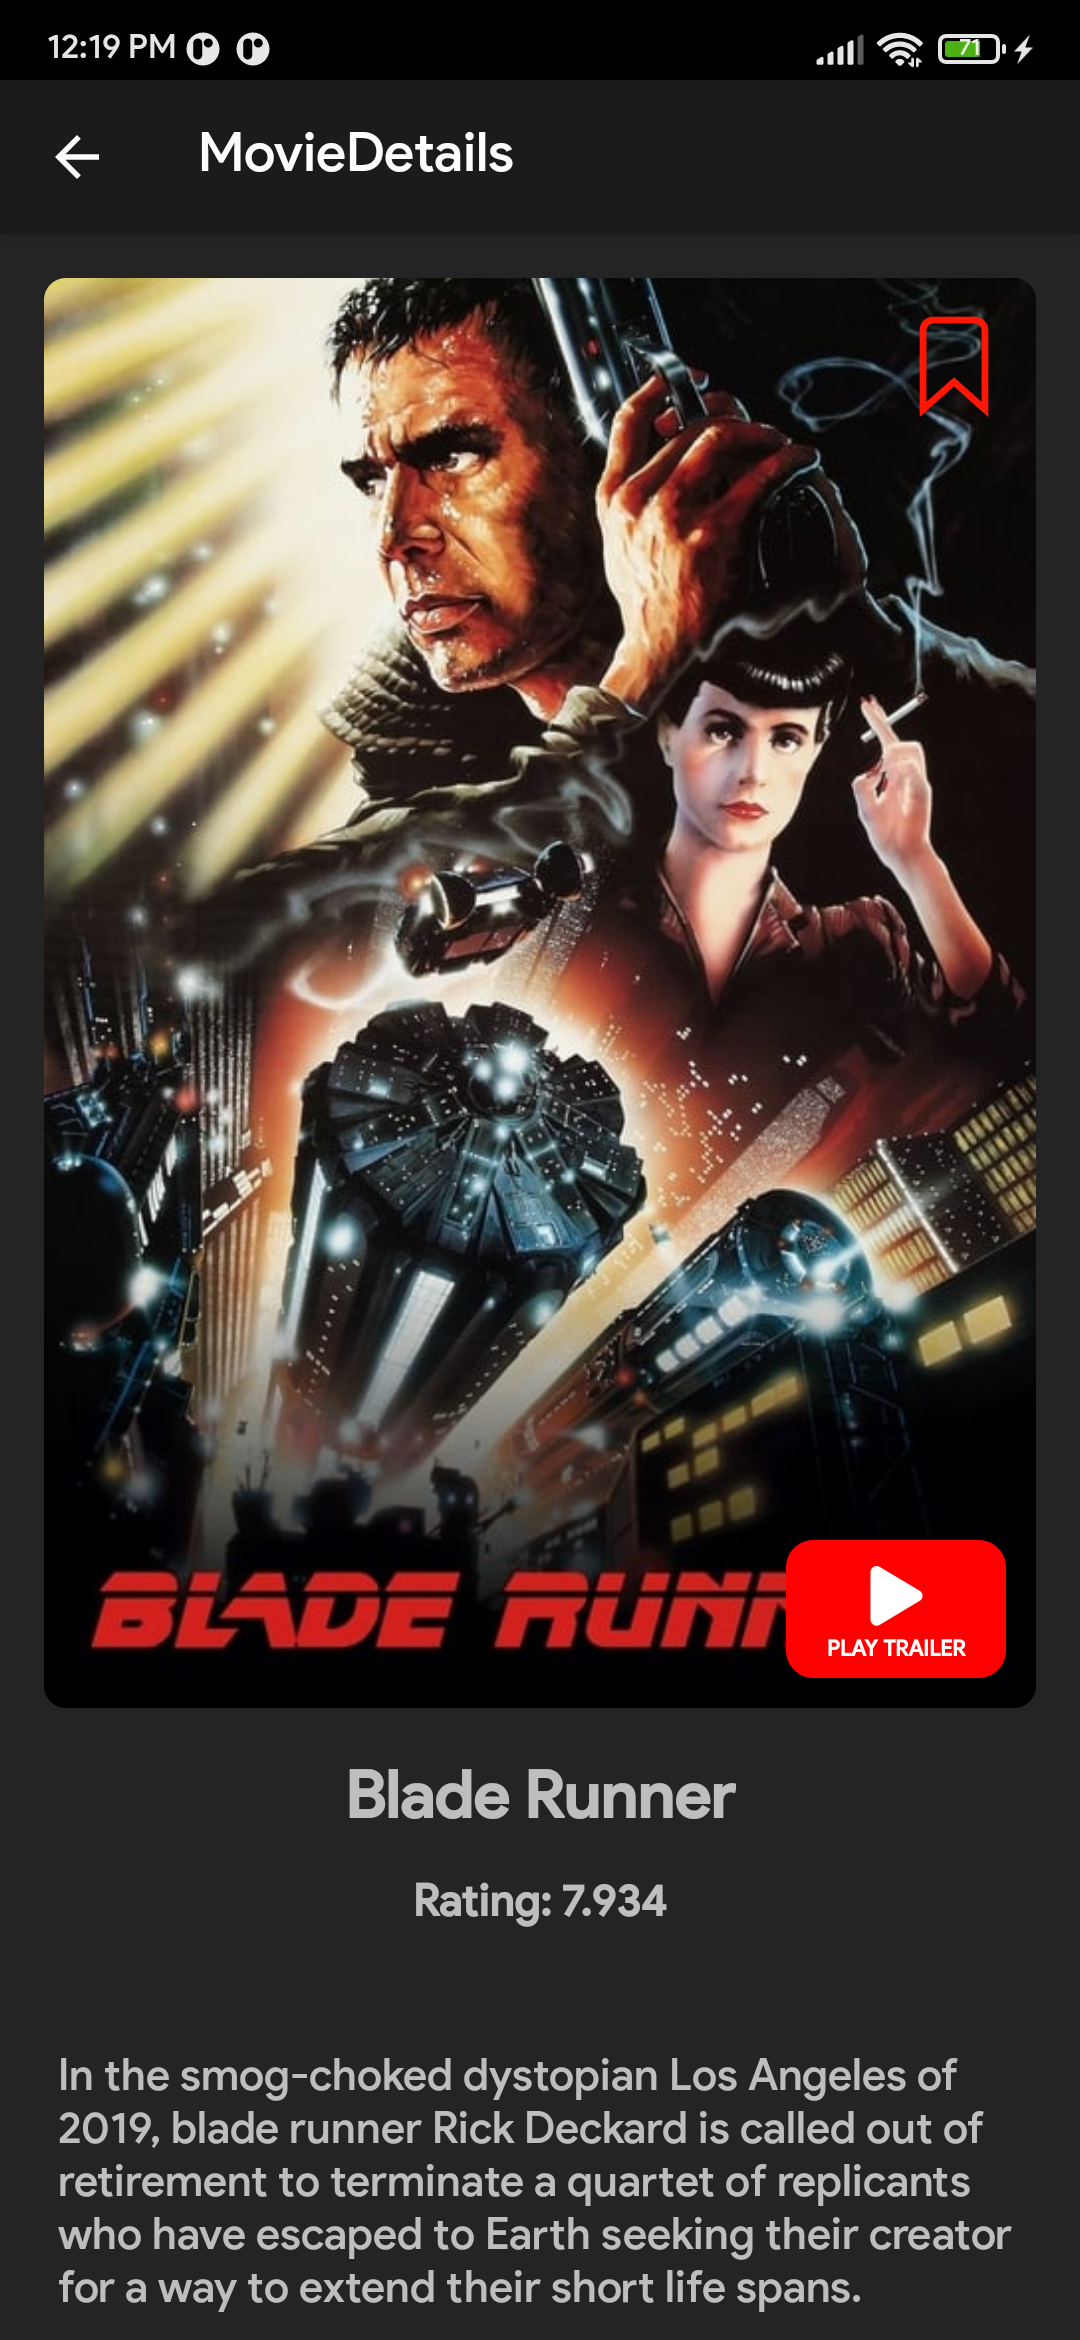 12:19 PM
71
MovieDetails
BLADE RUNN
PLAY TRAILER
Blade Runner
Rating: 7.934
In the smog-choked dystopian Los Angeles of
2019, blade runner Rick Deckard is called out of
retirement to terminate a quartet of replicants
who have escaped to Earth seeking their creator
for a way to extend their short life spans.